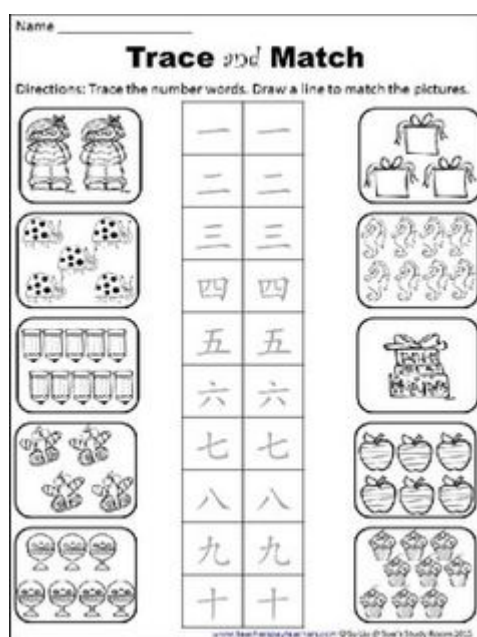 Name
Trace and Match
Directions: Trace the number words. Draw a line to match the pictures.
一 一
二 二
三 三
四 四
五 五
六 六
七 七
八 八
九 九
十 十